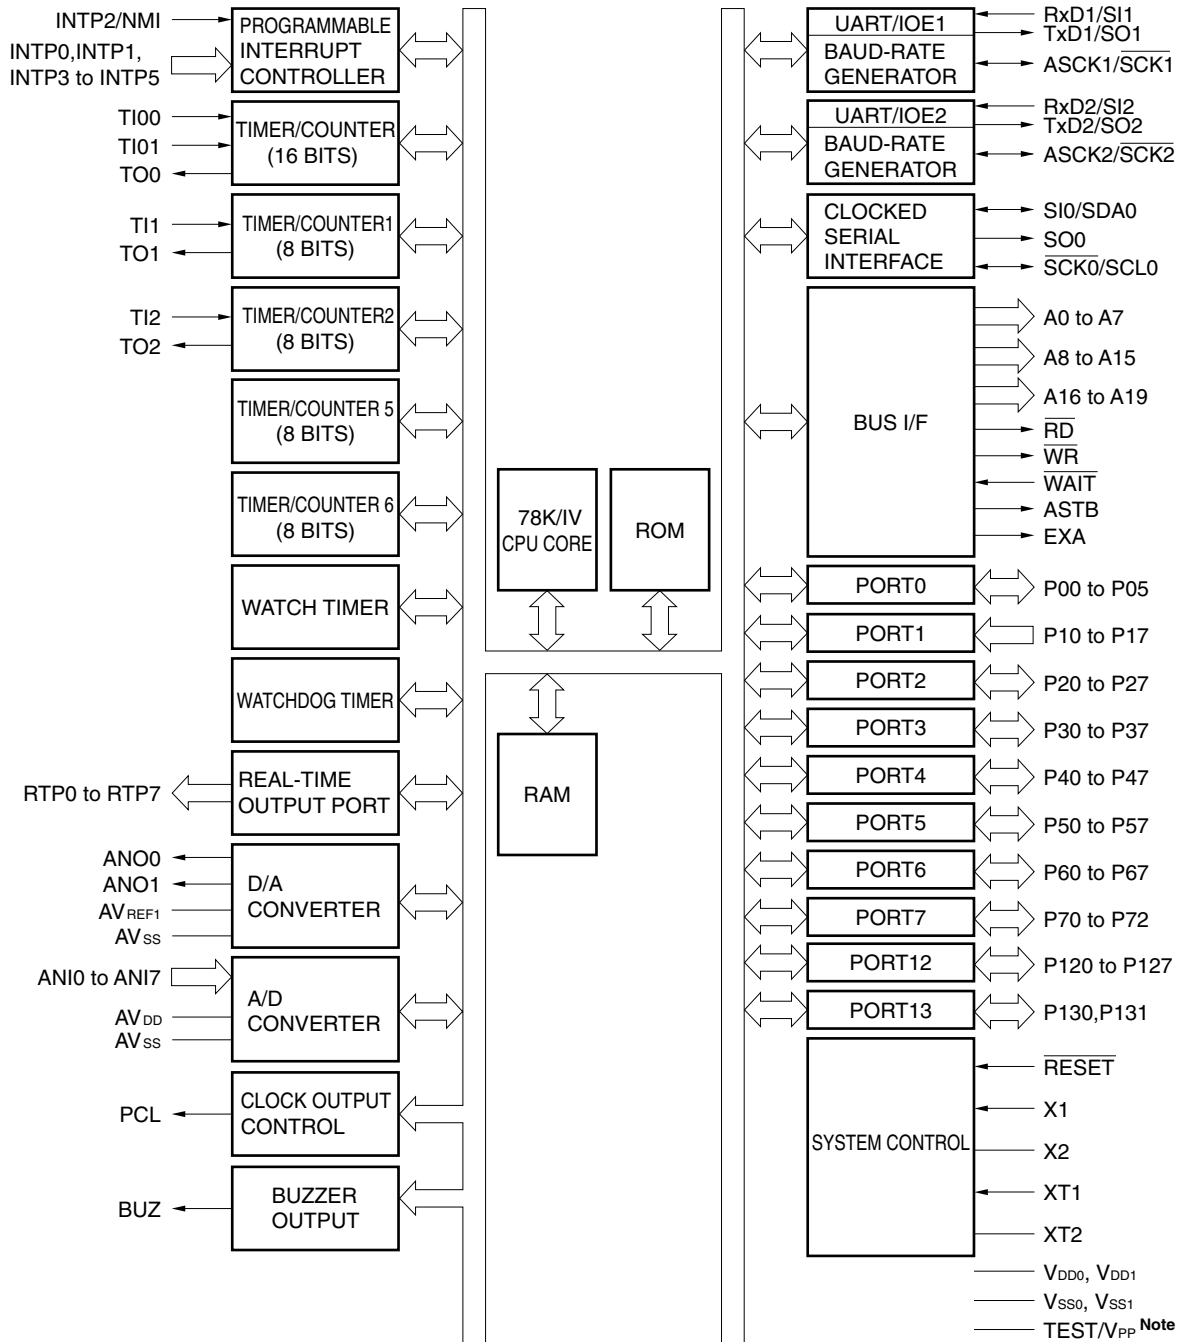 INTP2/NMI
INTP0,INTP1,
INTP3 to INTP5
PROGRAMMABLE
INTERRUPT
CONTROLLER
TI00
TI01
TO0
TIMER/COUNTER
(16 BITS)
TI1
TO1
TIMER/COUNTER1
(8 BITS)
TI2
TO2
TIMER/COUNTER2
(8 BITS)
TIMER/COUNTER 5
(8 BITS)
TIMER/COUNTER 6
(8 BITS)
WATCH TIMER
WATCHDOG TIMER
RTP0 to RTP7
REAL-TIME
OUTPUT PORT
ANO0
ANO1
AVREF1
AVSS
D/A
CONVERTER
ANI0 to ANI7
AVDD
AVSS
A/D
CONVERTER
PCL
CLOCK OUTPUT
CONTROL
BUZ
BUZZER
OUTPUT
78K/IV
CPU CORE
ROM
RAM
UART/IOE1
BAUD-RATE
GENERATOR
RxD1/SI1
TxD1/SO1
ASCK1/SCK1
UART/IOE2
BAUD-RATE
GENERATOR
RxD2/SI2
TxD2/SO2
ASCK2/SCK2
CLOCKED
SERIAL
INTERFACE
SI0/SDA0
SO0
SCK0/SCL0
BUS I/F
A0 to A7
A8 to A15
A16 to A19
RD
WR
WAIT
ASTB
EXA
PORT0
P00 to P05
PORT1
P10 to P17
PORT2
P20 to P27
PORT3
P30 to P37
PORT4
P40 to P47
PORT5
P50 to P57
PORT6
P60 to P67
PORT7
P70 to P72
PORT12
P120 to P127
PORT13
P130,P131
SYSTEM CONTROL
RESET
X1
X2
XT1
XT2
VDD0, VDD1
VSS0, VSS1
TEST/VPP Note